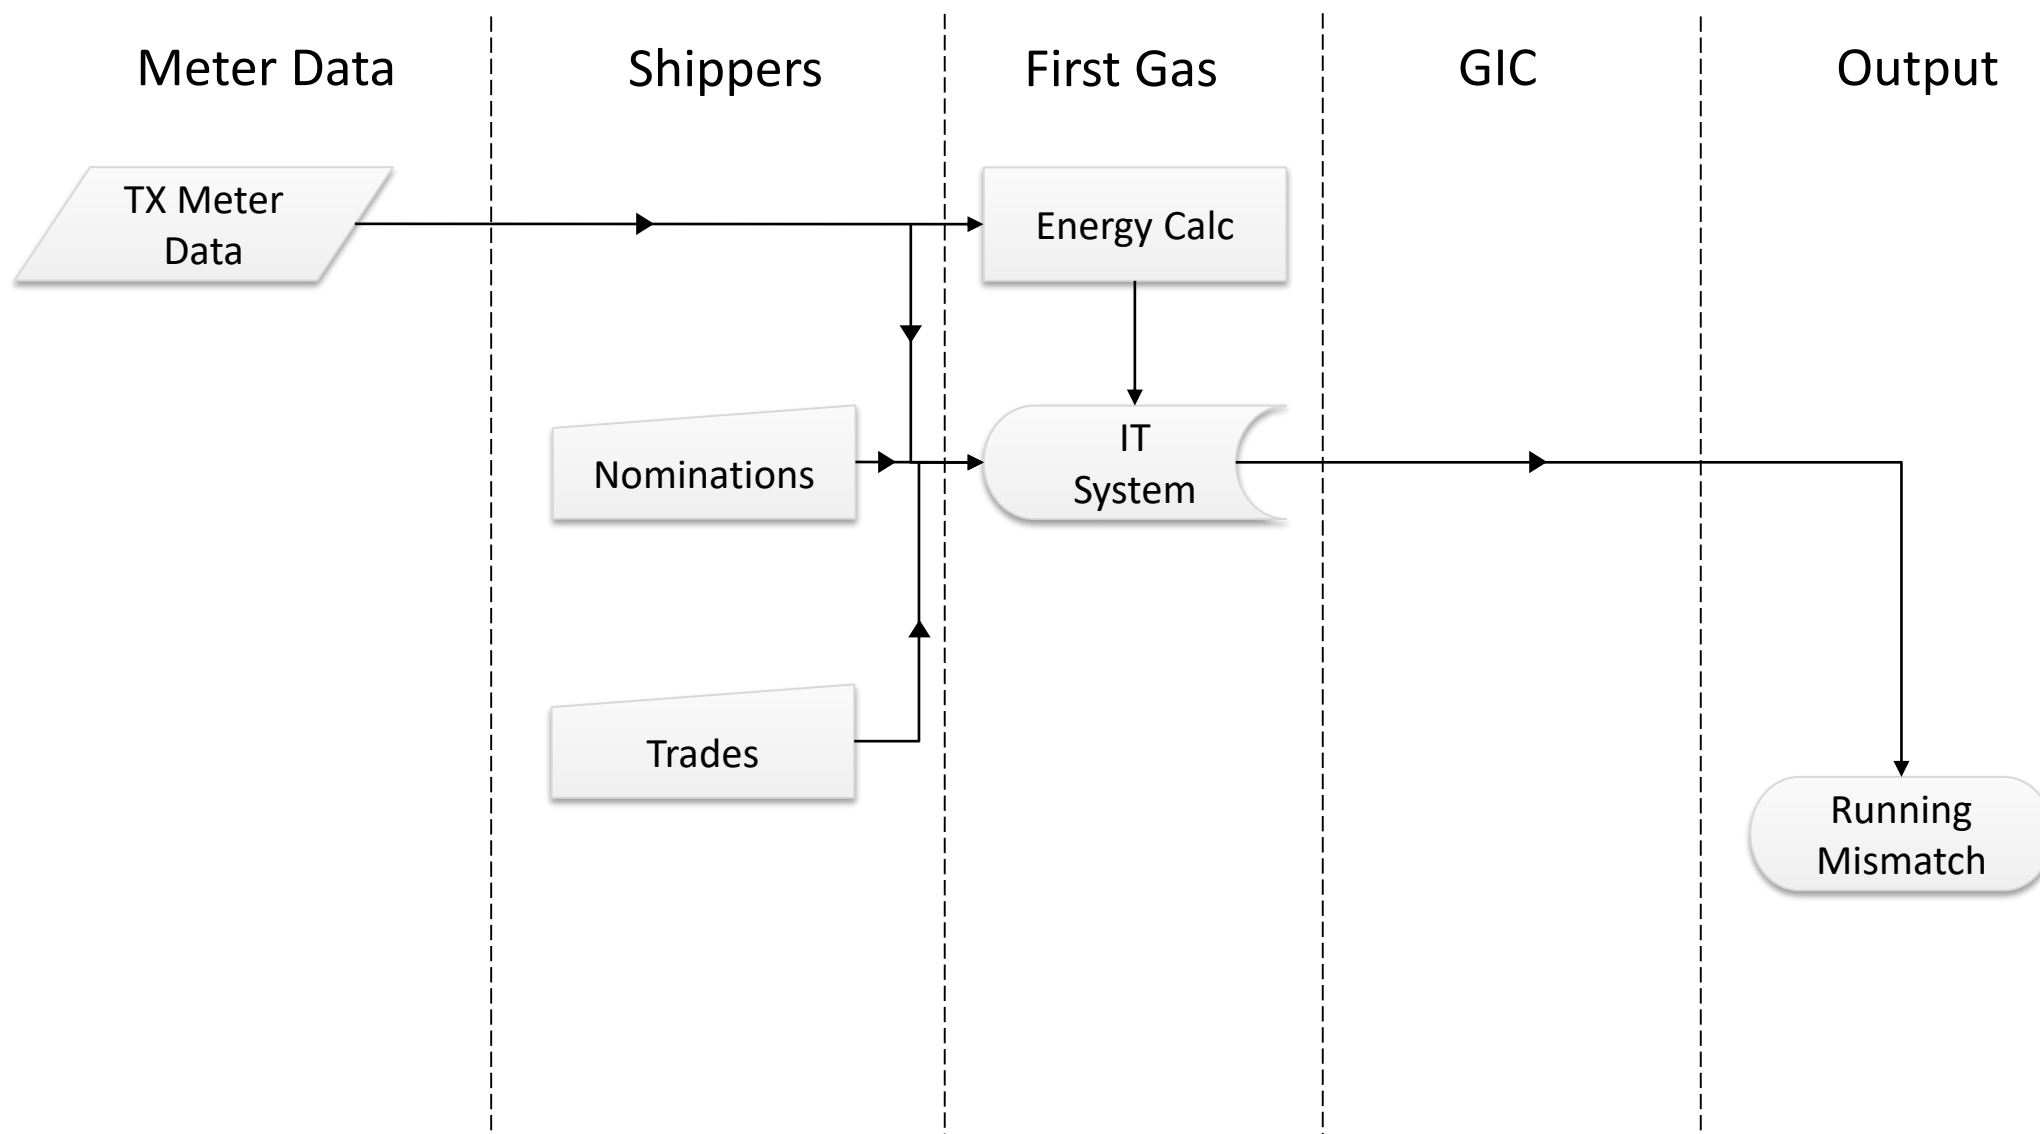 Meter Data
Shippers
First Gas
GIC
Output
TX Meter
Data
Energy Calc
Nominations
IT
System
Trades
Running
Mismatch